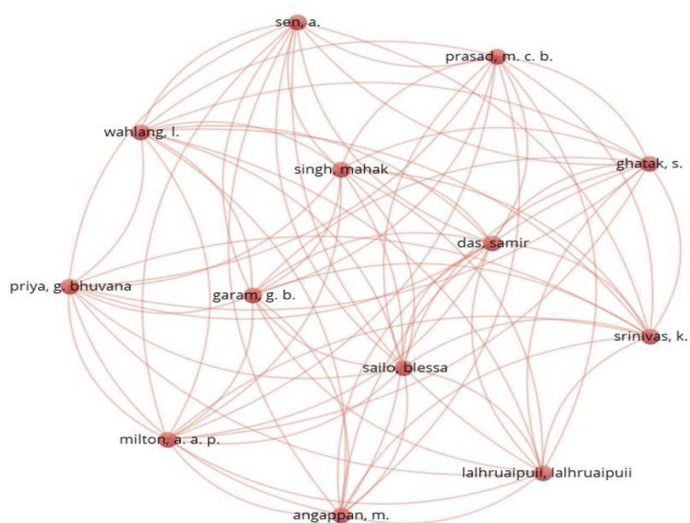 sen, a.
prasad, m. c. b.
wahlang, l.
singh, mahak
ghatak, s.
das, samir
priya, g. bhuvana
garam, g. b.
srinivas, k.
sailo, blessa
milton, a. a. p.
lalhruaipuii, lalhruaipuii
angappan, m.